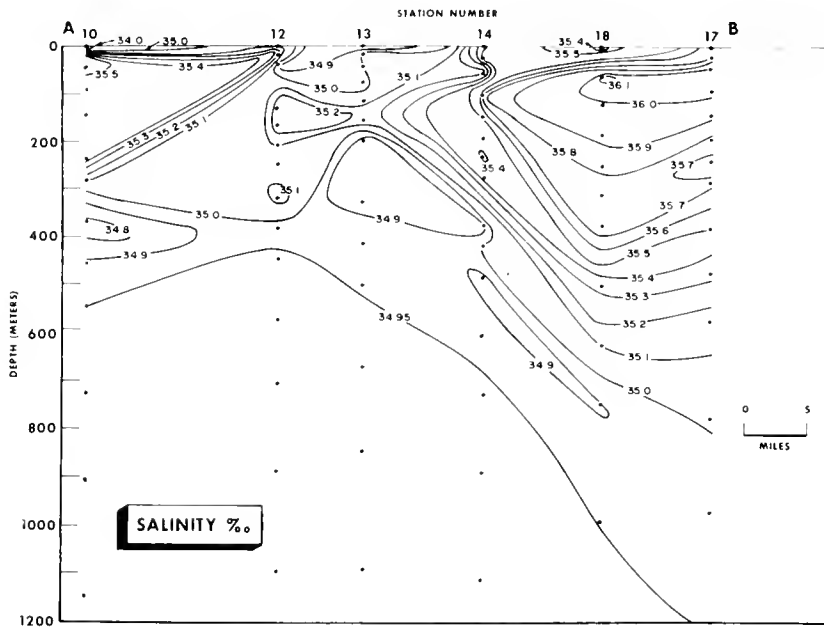 STATION NUMBER
A B
10 12 13 14 18 17
34.0 35.0 35.4
35.5
34.9
35.5 35.4 35.1 36.1
35.0 36.0
35.2
35.3 35.2 35.1
35.9
35.8
35.4 35.7
35.1
35.7
35.0 34.9
34.8 35.6
34.9 35.5
35.4
35.3
34.95 35.2
35.1
34.9
35.0
0
200
400
600
800
1000
1200
DEPTH (METERS)
0 5
MILES
SALINITY ‰